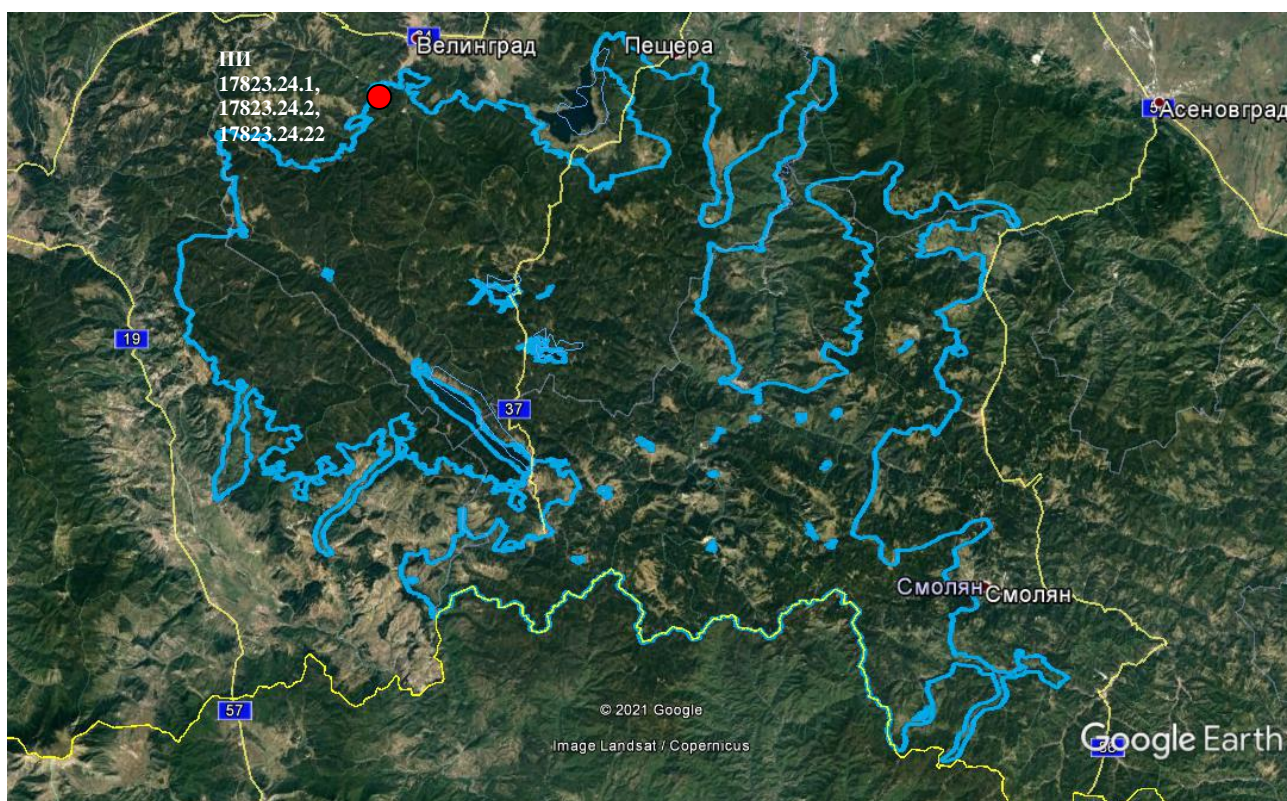 84
Велинград
Пещера
ПИ
17823.24.1,
17823.24.2,
17823.24.22
Асеновград
19
37
Смолян
Смолян
57
© 2021 Google
Image Landsat / Copernicus
Google Earth